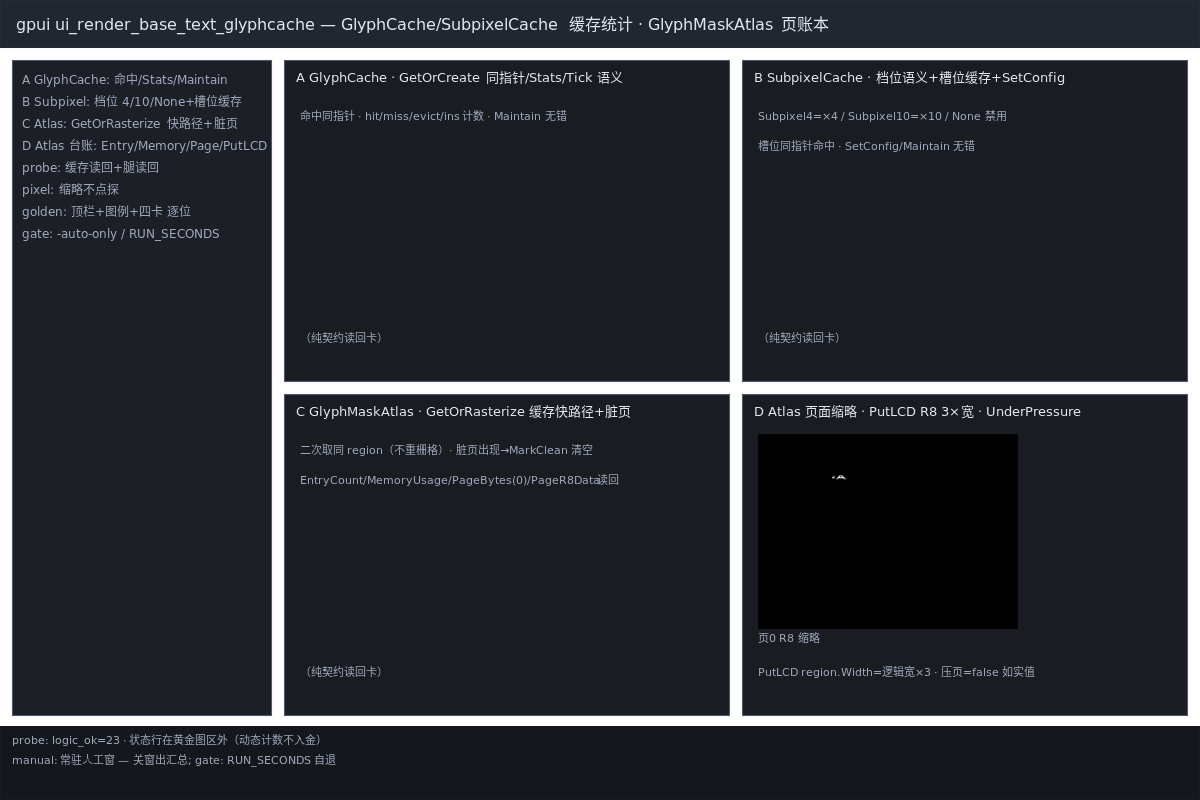 gpui ui_render_base_text_glyphcache — GlyphCache/SubpixelCache 缓存统计 · GlyphMaskAtlas 页账本
A GlyphCache: 命中/Stats/Maintain
B Subpixel: 档位 4/10/None+槽位缓存
C Atlas: GetOrRasterize 快路径+脏页
D Atlas 台账: Entry/Memory/Page/PutLCD
probe: 缓存读回+腿读回
pixel: 缩略不点探
golden: 顶栏+图例+四卡 逐位
gate: -auto-only / RUN_SECONDS
A GlyphCache · GetOrCreate 同指针/Stats/Tick 语义
命中同指针 · hit/miss/evict/ins 计数 · Maintain 无错
（纯契约读回卡）
B SubpixelCache · 档位语义+槽位缓存+SetConfig
Subpixel4=×4 / Subpixel10=×10 / None 禁用
槽位同指针命中 · SetConfig/Maintain 无错
（纯契约读回卡）
C GlyphMaskAtlas · GetOrRasterize 缓存快路径+脏页
二次取同 region（不重栅格）· 脏页出现→MarkClean 清空
EntryCount/MemoryUsage/PageBytes(0)/PageR8Data读回
（纯契约读回卡）
D Atlas 页面缩略 · PutLCD R8 3×宽 · UnderPressure
页0 R8 缩略
PutLCD region.Width=逻辑宽×3 · 压页=false 如实值
probe: logic_ok=23 · 状态行在黄金图区外（动态计数不入金）
manual: 常驻人工窗 — 关窗出汇总; gate: RUN_SECONDS 自退